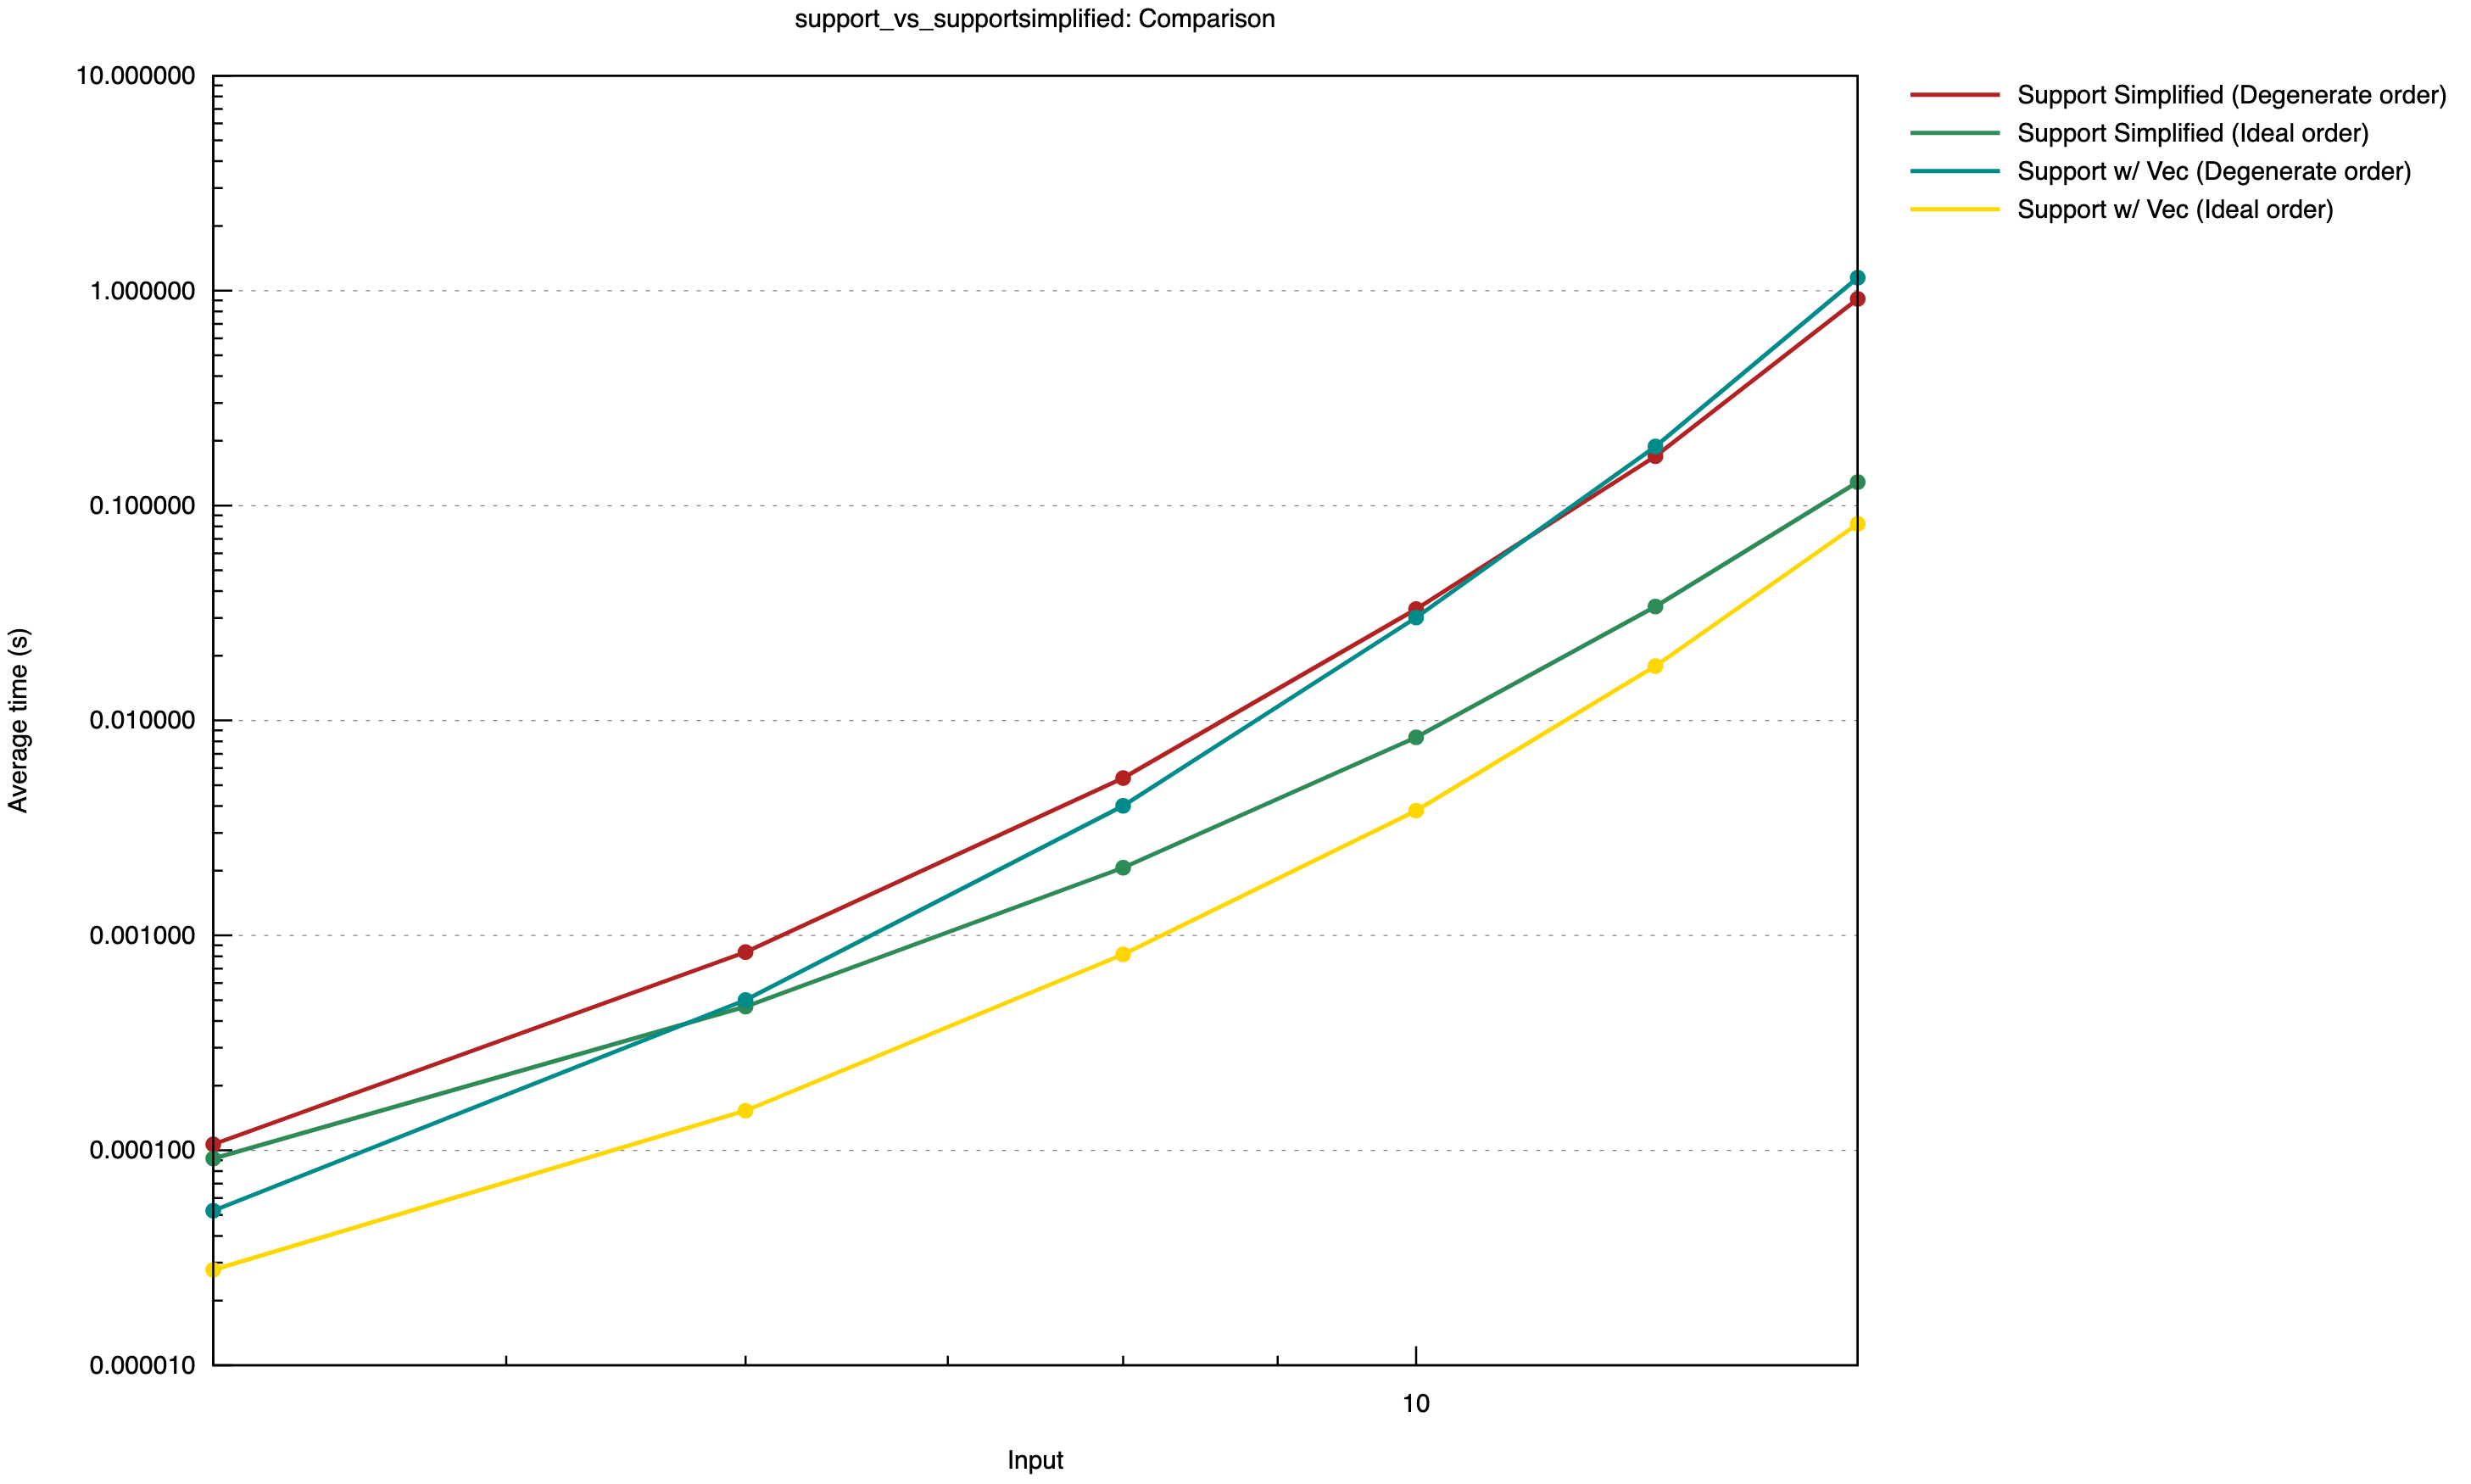 support_vs_supportsimplified: Comparison
10.000000
1.000000
0.100000
0.010000
0.001000
0.000100
0.000010
Average time (s)
10
Input
Support Simplified (Degenerate order)
Support Simplified (Ideal order)
Support w/ Vec (Degenerate order)
Support w/ Vec (Ideal order)